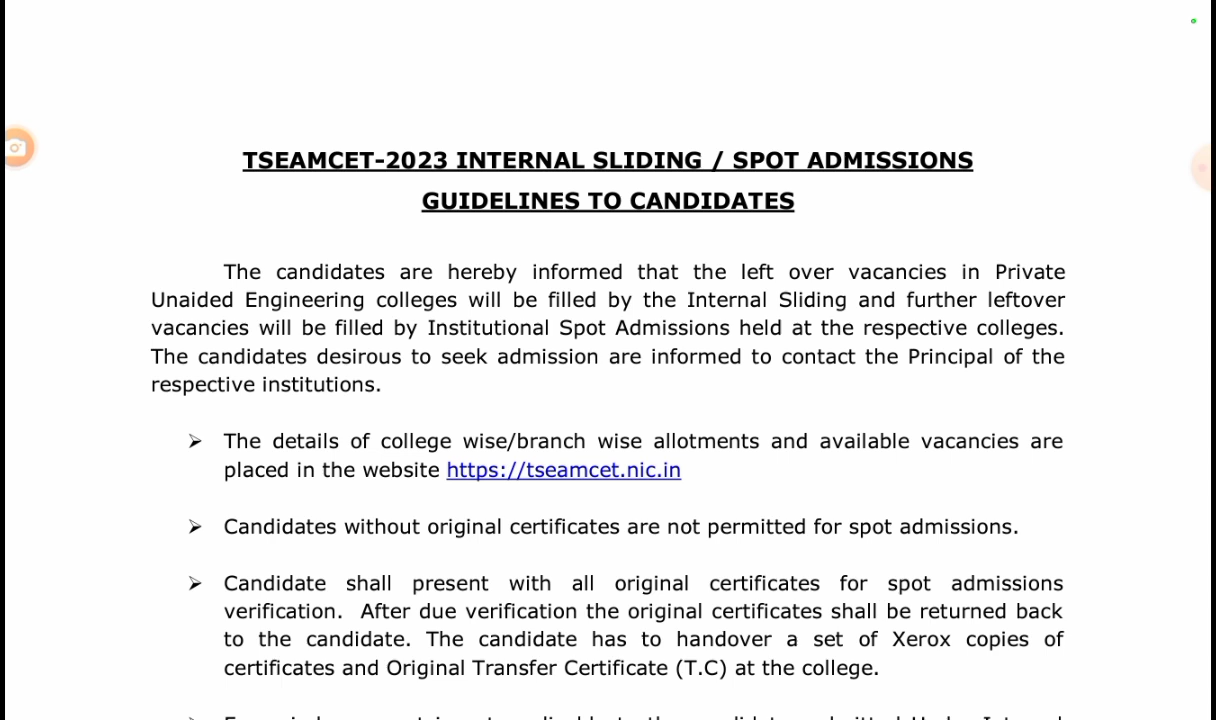 TSEAMCET-2023 INTERNAL SLIDING / SPOT ADMISSIONS
GUIDELINES TO CANDIDATES
The candidates are hereby informed that the left over vacancies in Private
Unaided Engineering colleges will be filled by the Internal Sliding and further leftover
vacancies will be filled by Institutional Spot Admissions held at the respective colleges.
The candidates desirous to seek admission are informed to contact the Principal of the
respective institutions.
➢ The details of college wise/branch wise allotments and available vacancies are
placed in the website https://tseamcet.nic.in
➢ Candidates without original certificates are not permitted for spot admissions.
➢ Candidate shall present with all original certificates for spot admissions
verification. After due verification the original certificates shall be returned back
to the candidate. The candidate has to handover a set of Xerox copies of
certificates and Original Transfer Certificate (T.C) at the college.